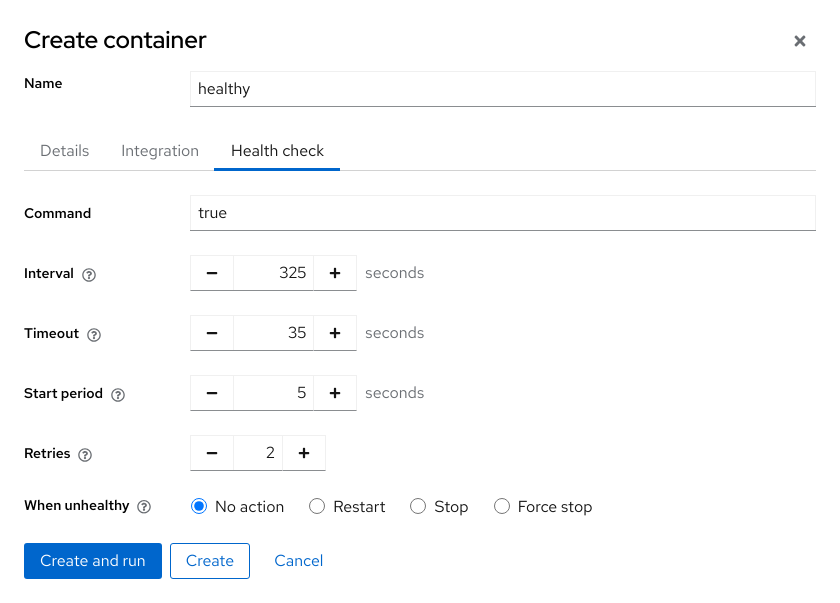 Create container
Name
healthy
Details Integration Health check
Command
true
Interval
325
seconds
Timeout
35
seconds
Start period
5
seconds
Retries
2
When unhealthy
No action Restart Stop Force stop
Create and run Create Cancel